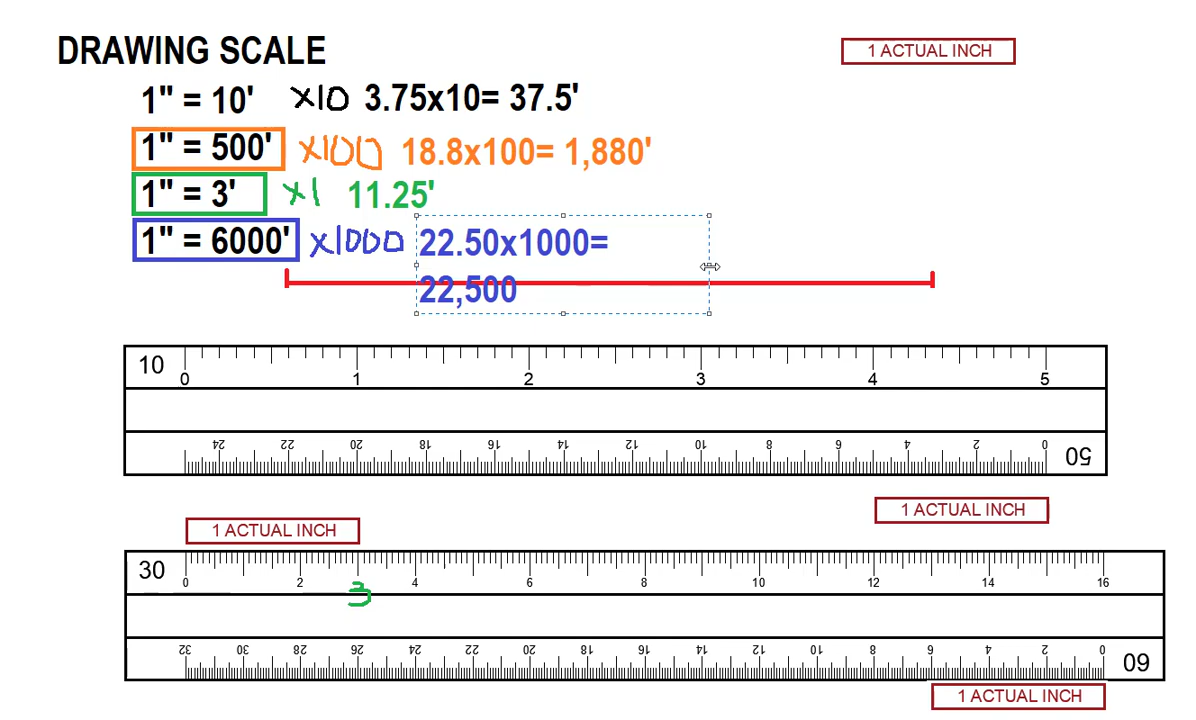 DRAWING SCALE
1 ACTUAL INCH
1" = 10' x10 3.75x10= 37.5'
1" = 500' x100 18.8x100= 1,880'
1" = 3' x1 11.25'
1" = 6000' x1000 22.50x1000=
22,500
10 0 1 2 3 4 5
24 22 20 18 16 14 12 10 8 6 4 2 0 50
1 ACTUAL INCH
1 ACTUAL INCH
30 0 2 4 6 8 10 12 14 16
3
32 30 28 26 24 22 20 18 16 14 12 10 8 6 4 2 0 60
1 ACTUAL INCH